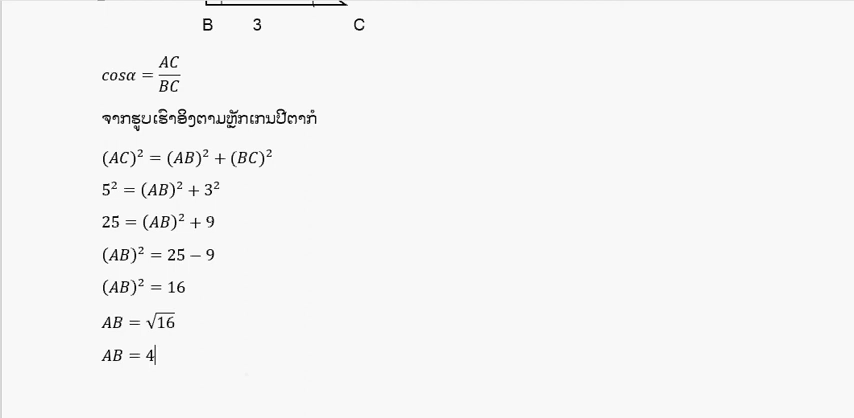 B 3 C
cosα = AC/BC
ຈາກຮູບເຮົາອີງຕາມຫຼັກເກນປີຕາກໍ
(AC)² = (AB)² + (BC)²
5² = (AB)² + 3²
25 = (AB)² + 9
(AB)² = 25 − 9
(AB)² = 16
AB = √16
AB = 4